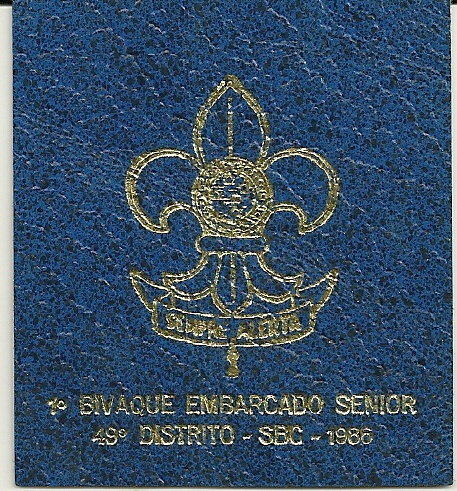 SEMPRE ALERTA
1º BIVAQUE EMBARCADO SENIOR
49º DISTRITO - SBC - 1986